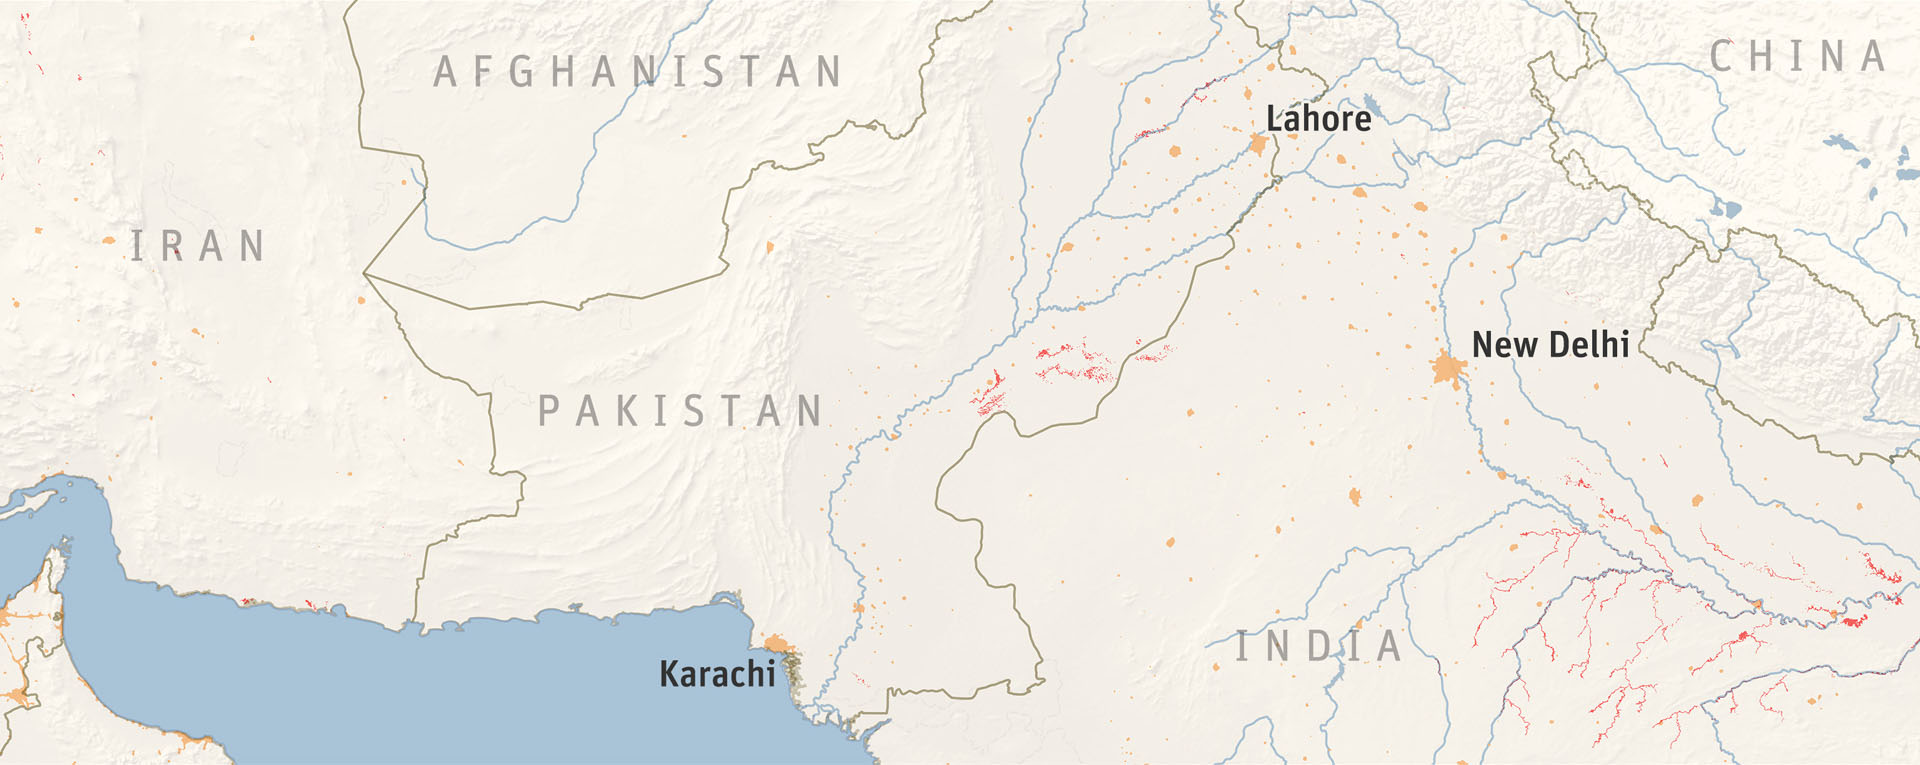 AFGHANISTAN
CHINA
Lahore
IRAN
New Delhi
PAKISTAN
INDIA
Karachi